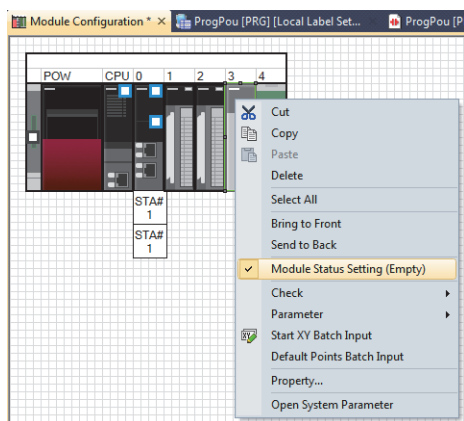 Module Configuration * × ProgPou [PRG] [Local Label Set... × ProgPou [P
POW CPU 0 1 2 3 4
STA#
1
STA#
1
Cut
Copy
Paste
Delete
Select All
Bring to Front
Send to Back
Module Status Setting (Empty)
Check
Parameter
Start XY Batch Input
Default Points Batch Input
Property...
Open System Parameter